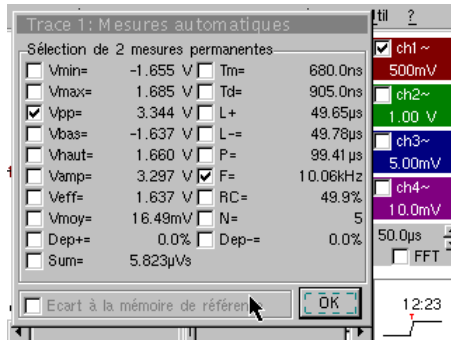 Trace 1: Mesures automatiques
til ?
Sélection de 2 mesures permanentes
Vmin= -1.655 V Tm= 680.0ns
Vmax= 1.685 V Td= 905.0ns
Vpp= 3.344 V L+ 49.65µs
Vbas= -1.637 V L-= 49.78µs
Vhaut= 1.660 V P= 99.41µs
Vamp= 3.297 V F= 10.06kHz
Veff= 1.637 V RC= 49.9%
Vmoy= 16.49mV N= 5
Dep+= 0.0% Dep-= 0.0%
Sum= 5.823µVs
Ecart à la mémoire de référen
OK
ch1~
500mV
ch2~
1.00 V
ch3~
5.00mV
ch4~
10.0mV
50.0µs
FFT
12:23